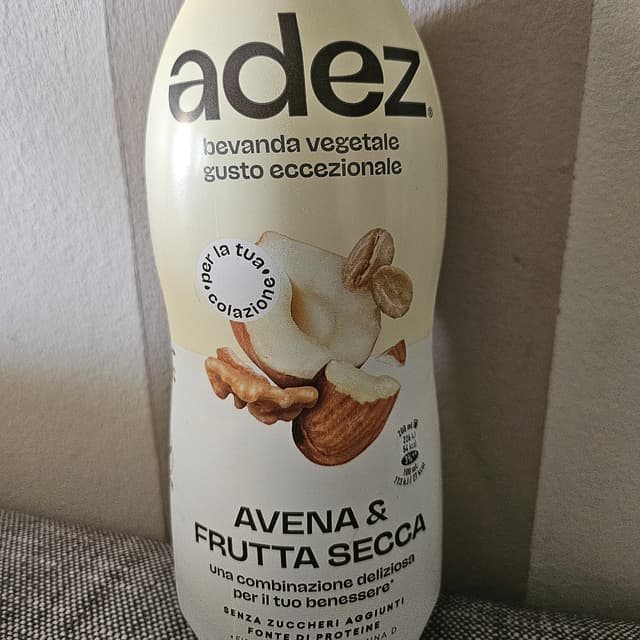 adez®
bevanda vegetale
gusto eccezionale
per la tua
colazione
AVENA &
FRUTTA SECCA
una combinazione deliziosa
per il tuo benessere*
SENZA ZUCCHERI AGGIUNTI
FONTE DI PROTEINE